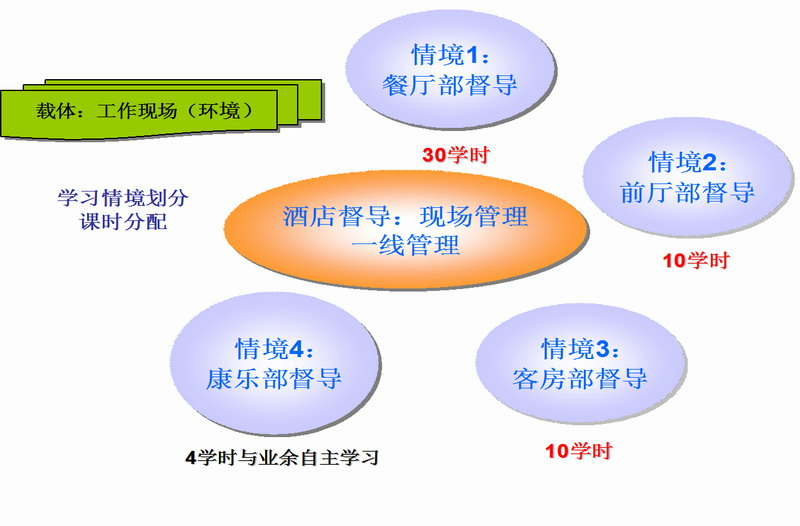 情境1：
餐厅部督导
载体：工作现场（环境）
30学时
情境2：
前厅部督导
学习情境划分
课时分配
酒店督导：现场管理
一线管理
10学时
情境4：
康乐部督导
情境3：
客房部督导
4学时与业余自主学习
10学时